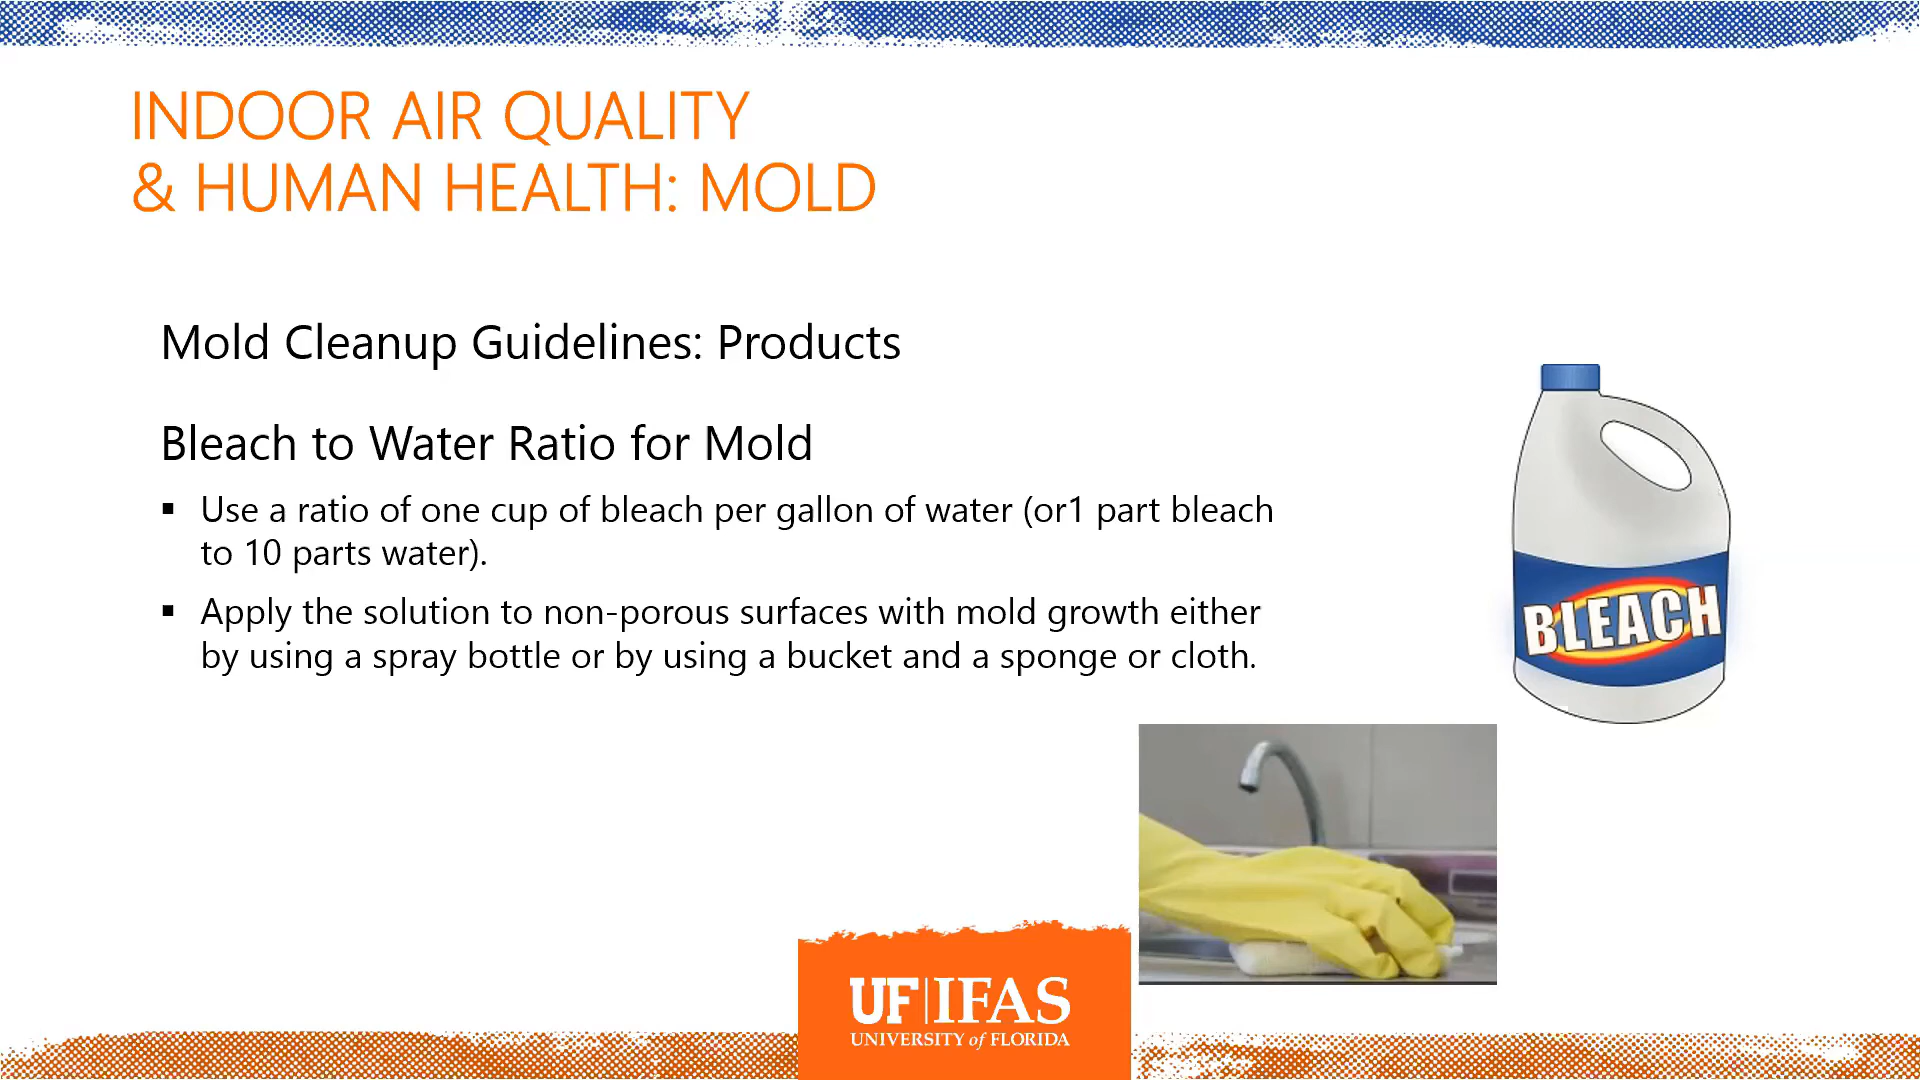 INDOOR AIR QUALITY
& HUMAN HEALTH: MOLD
Mold Cleanup Guidelines: Products
Bleach to Water Ratio for Mold
▪ Use a ratio of one cup of bleach per gallon of water (or1 part bleach
to 10 parts water).
▪ Apply the solution to non-porous surfaces with mold growth either
by using a spray bottle or by using a bucket and a sponge or cloth.
BLEACH
UF|IFAS
UNIVERSITY of FLORIDA